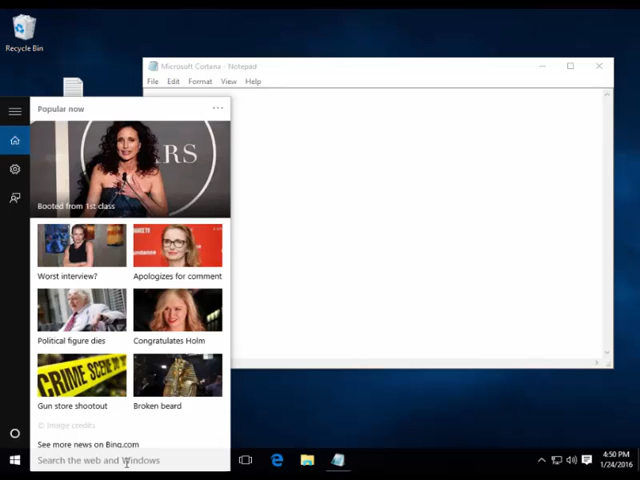 Recycle Bin
Microsoft Cortana - Notepad
File Edit Format View Help
Popular now
ARS
Booted from 1st class
Worst interview?
Apologizes for comment
Political figure dies
Congratulates Holm
CRIME SCENE DO
Gun store shootout
Broken beard
© Image credits
See more news on Bing.com
Search the web and Windows
4:50 PM
1/24/2016